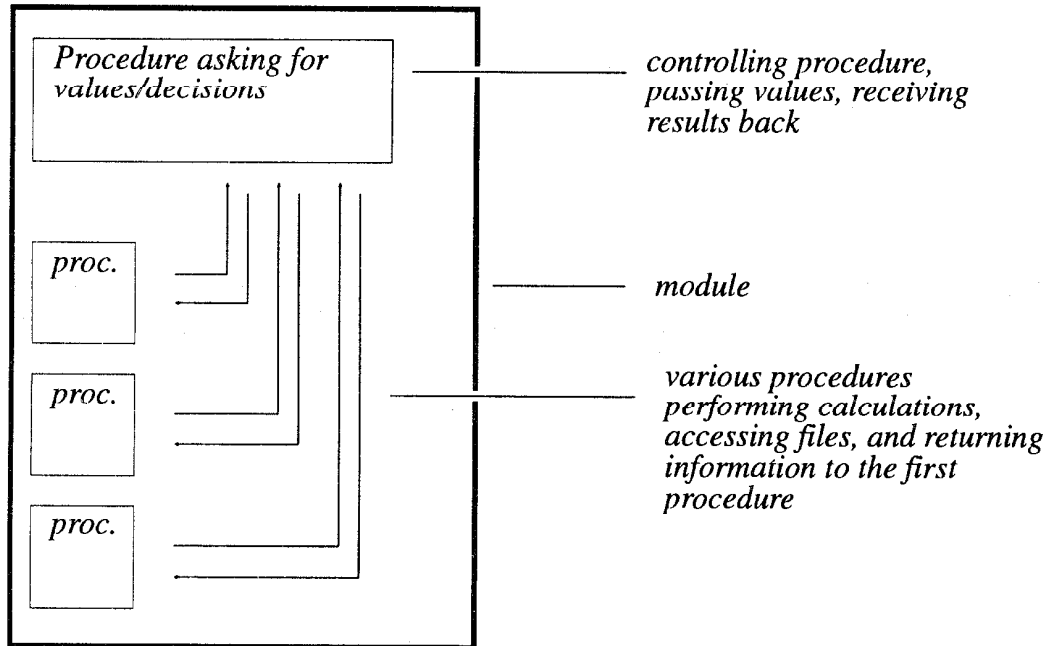 Procedure asking for
values/decisions
controlling procedure,
passing values, receiving
results back
proc.
module
proc.
various procedures
performing calculations,
accessing files, and returning
information to the first
procedure
proc.